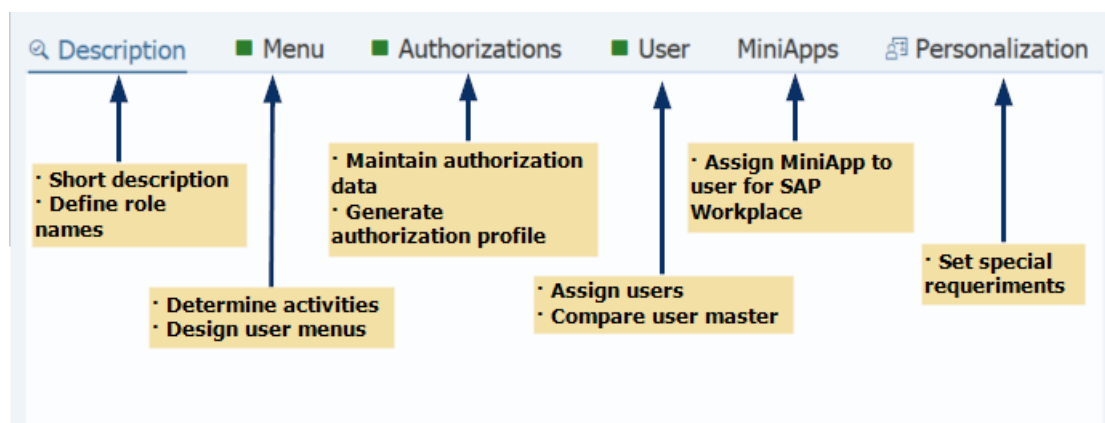 Description Menu Authorizations User MiniApps Personalization
· Short description
· Define role
names
· Maintain authorization
data
· Generate
authorization profile
· Assign MiniApp to
user for SAP
Workplace
· Set special
requeriments
· Determine activities
· Design user menus
· Assign users
· Compare user master